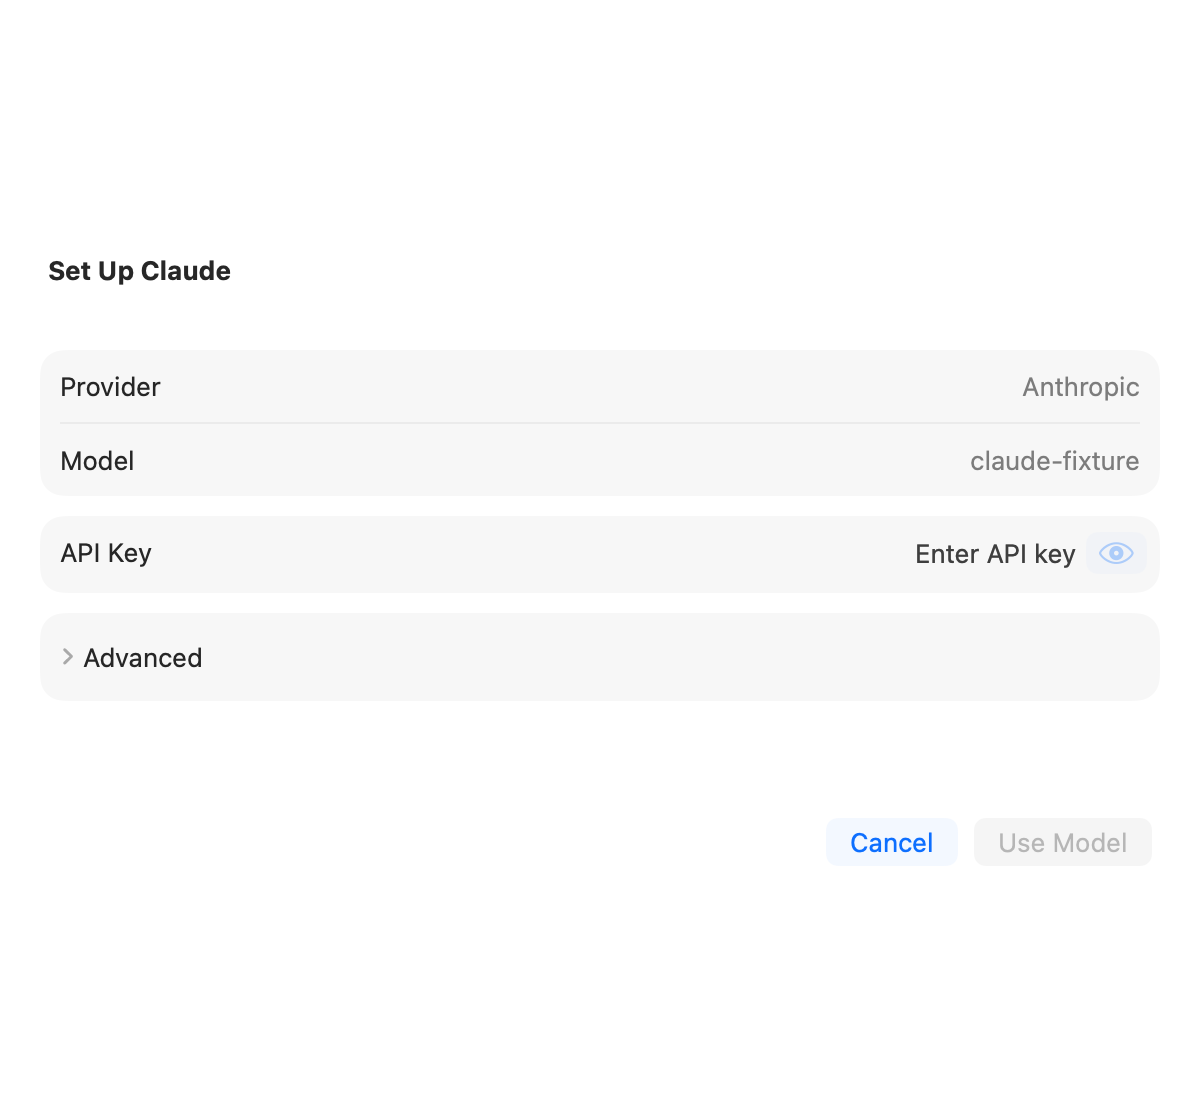 Set Up Claude
Provider Anthropic
Model claude-fixture
API Key Enter API key
Advanced
Cancel Use Model